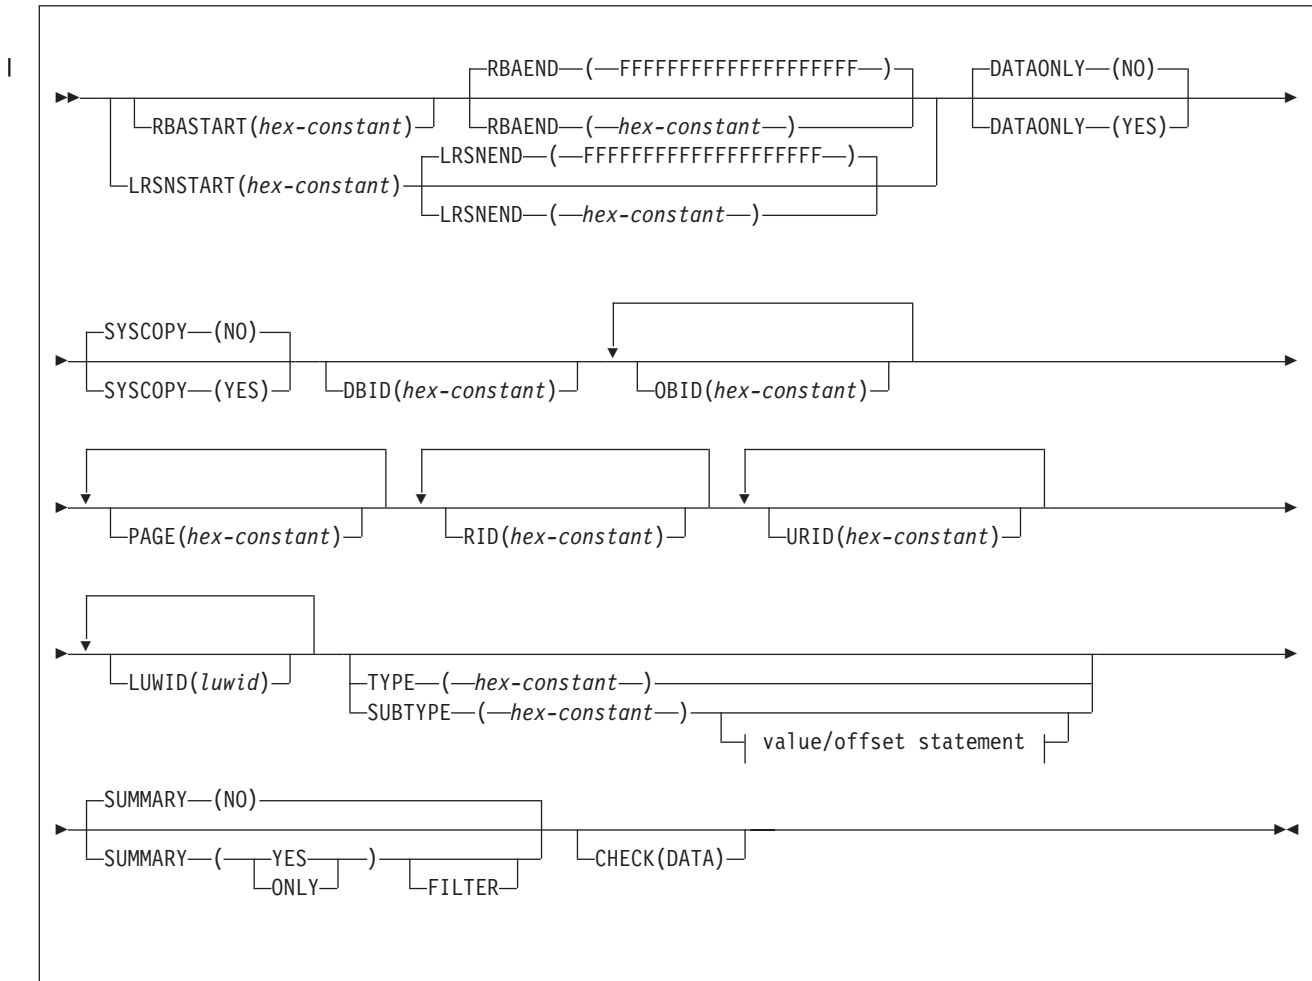 |
RBAEND—(—FFFFFFFFFFFFFFFFFFFF—)
DATAONLY—(NO)
RBASTART(hex-constant)
RBAEND—(—hex-constant—)
DATAONLY—(YES)
LRSNEND—(—FFFFFFFFFFFFFFFFFFFF—)
LRSNSTART(hex-constant)
LRSNEND—(—hex-constant—)
SYSCOPY—(NO)
SYSCOPY—(YES)
DBID(hex-constant)
OBID(hex-constant)
PAGE(hex-constant)
RID(hex-constant)
URID(hex-constant)
LUWID(luwid)
TYPE—(—hex-constant—)
SUBTYPE—(—hex-constant—)
value/offset statement
SUMMARY—(NO)
SUMMARY—(
YES
)
CHECK(DATA)
ONLY
FILTER